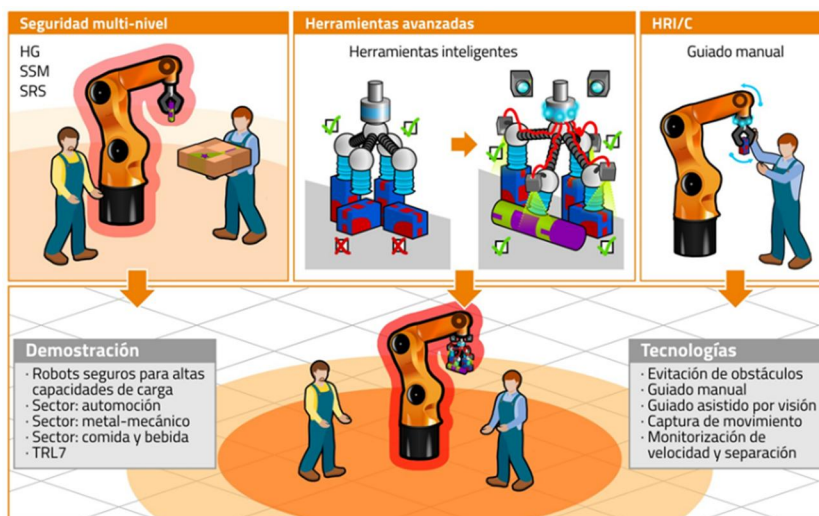 Seguridad multi-nivel
HG
SSM
SRS
Herramientas avanzadas
Herramientas inteligentes
HRI/C
Guiado manual
Demostración
· Robots seguros para altas
capacidades de carga
· Sector: automoción
· Sector: metal-mecánico
· Sector: comida y bebida
· TRL7
Tecnologías
· Evitación de obstáculos
· Guiado manual
· Guiado asistido por visión
· Captura de movimiento
· Monitorización de
velocidad y separación